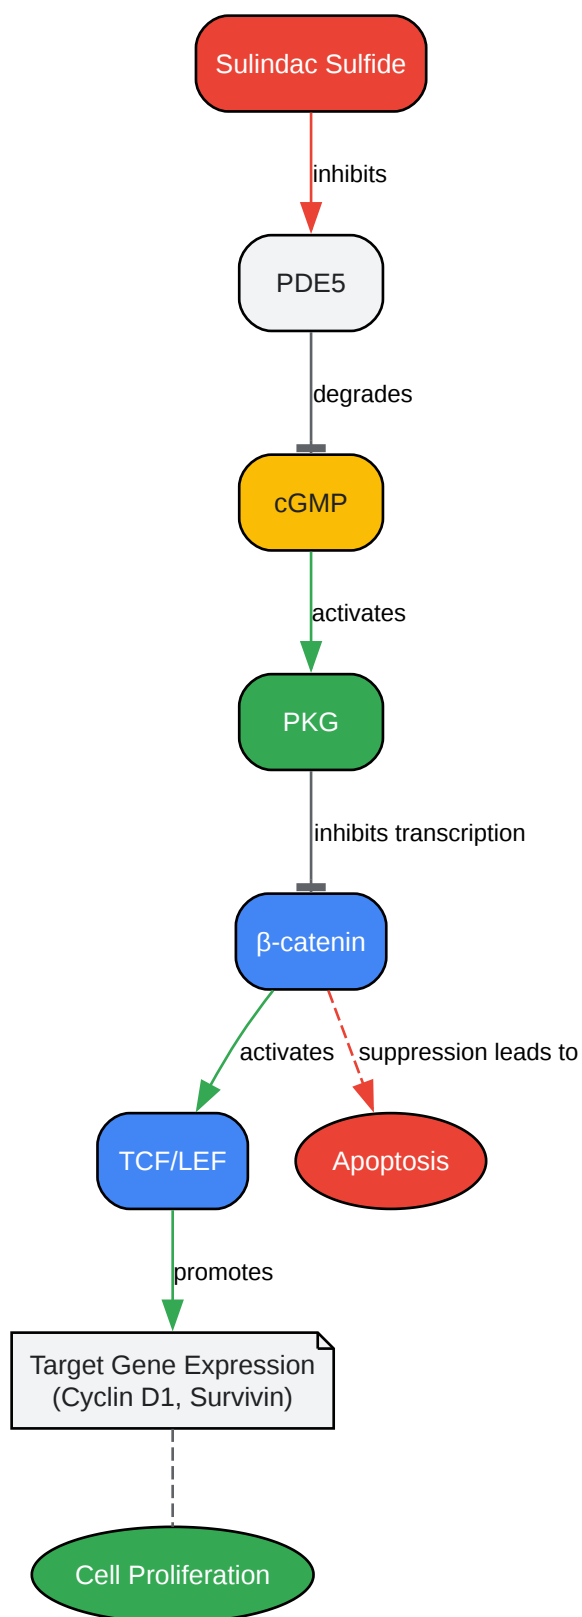 Sulindac Sulfide
inhibits
PDE5
degrades
cGMP
activates
PKG
inhibits transcription
β-catenin
activates
suppression leads to
TCF/LEF
Apoptosis
promotes
Target Gene Expression
(Cyclin D1, Survivin)
Cell Proliferation